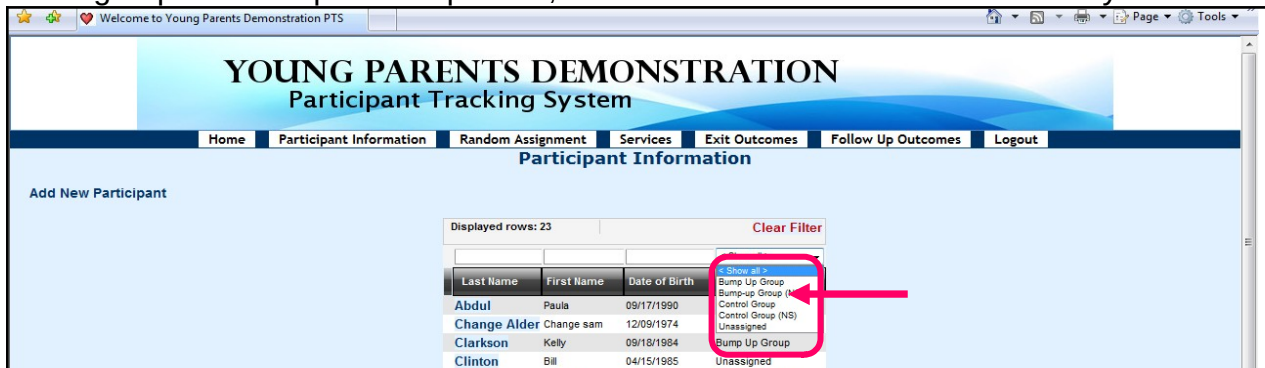 Welcome to Young Parents Demonstration PTS
Page Tools
YOUNG PARENTS DEMONSTRATION
Participant Tracking System
Home Participant Information Random Assignment Services Exit Outcomes Follow Up Outcomes Logout
Participant Information
Add New Participant
Displayed rows: 23 Clear Filter
Last Name First Name Date of Birth
< Show all >
Bump Up Group
Bump-up Group
Control Group
Control Group (NS)
Unassigned
Abdul Paula 09/17/1990
Change Alder Change sam 12/09/1974
Clarkson Kelly 09/18/1984 Bump Up Group
Clinton Bill 04/15/1985 Unassigned